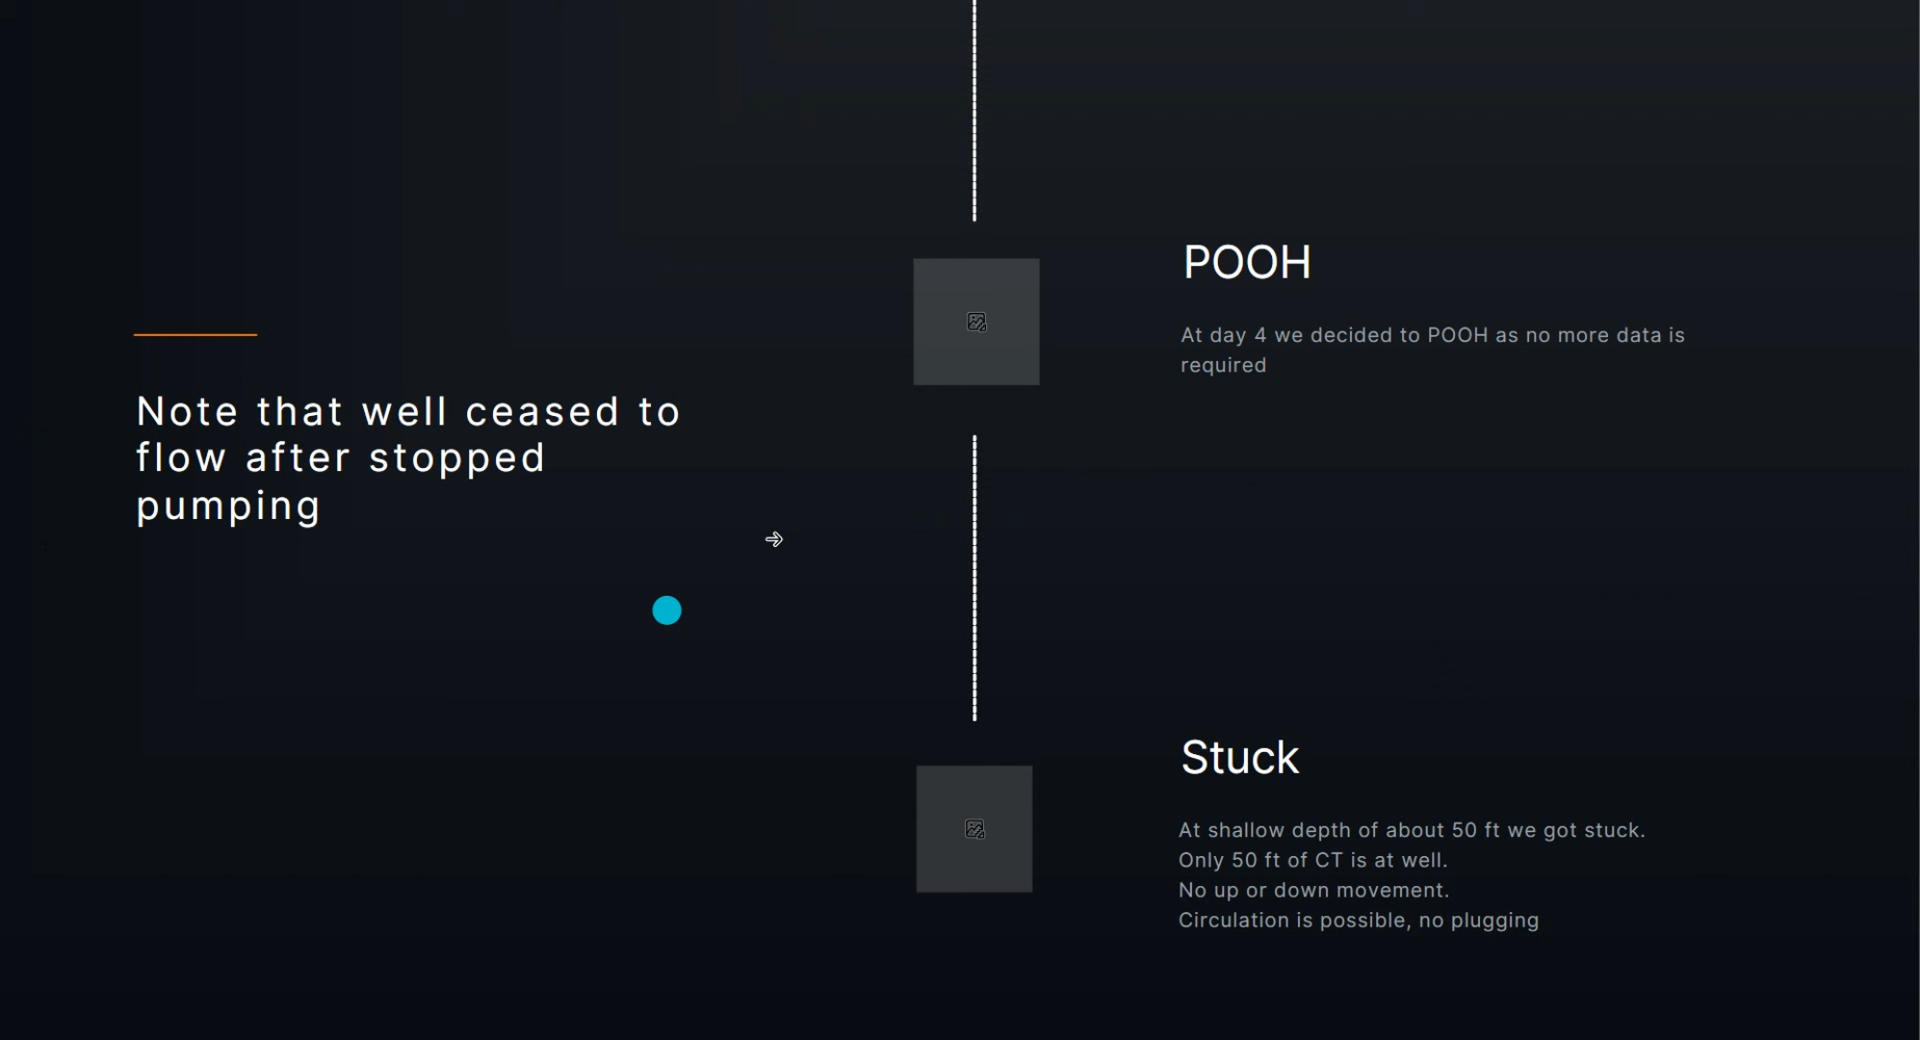 Note that well ceased to
flow after stopped
pumping
POOH
At day 4 we decided to POOH as no more data is
required
Stuck
At shallow depth of about 50 ft we got stuck.
Only 50 ft of CT is at well.
No up or down movement.
Circulation is possible, no plugging